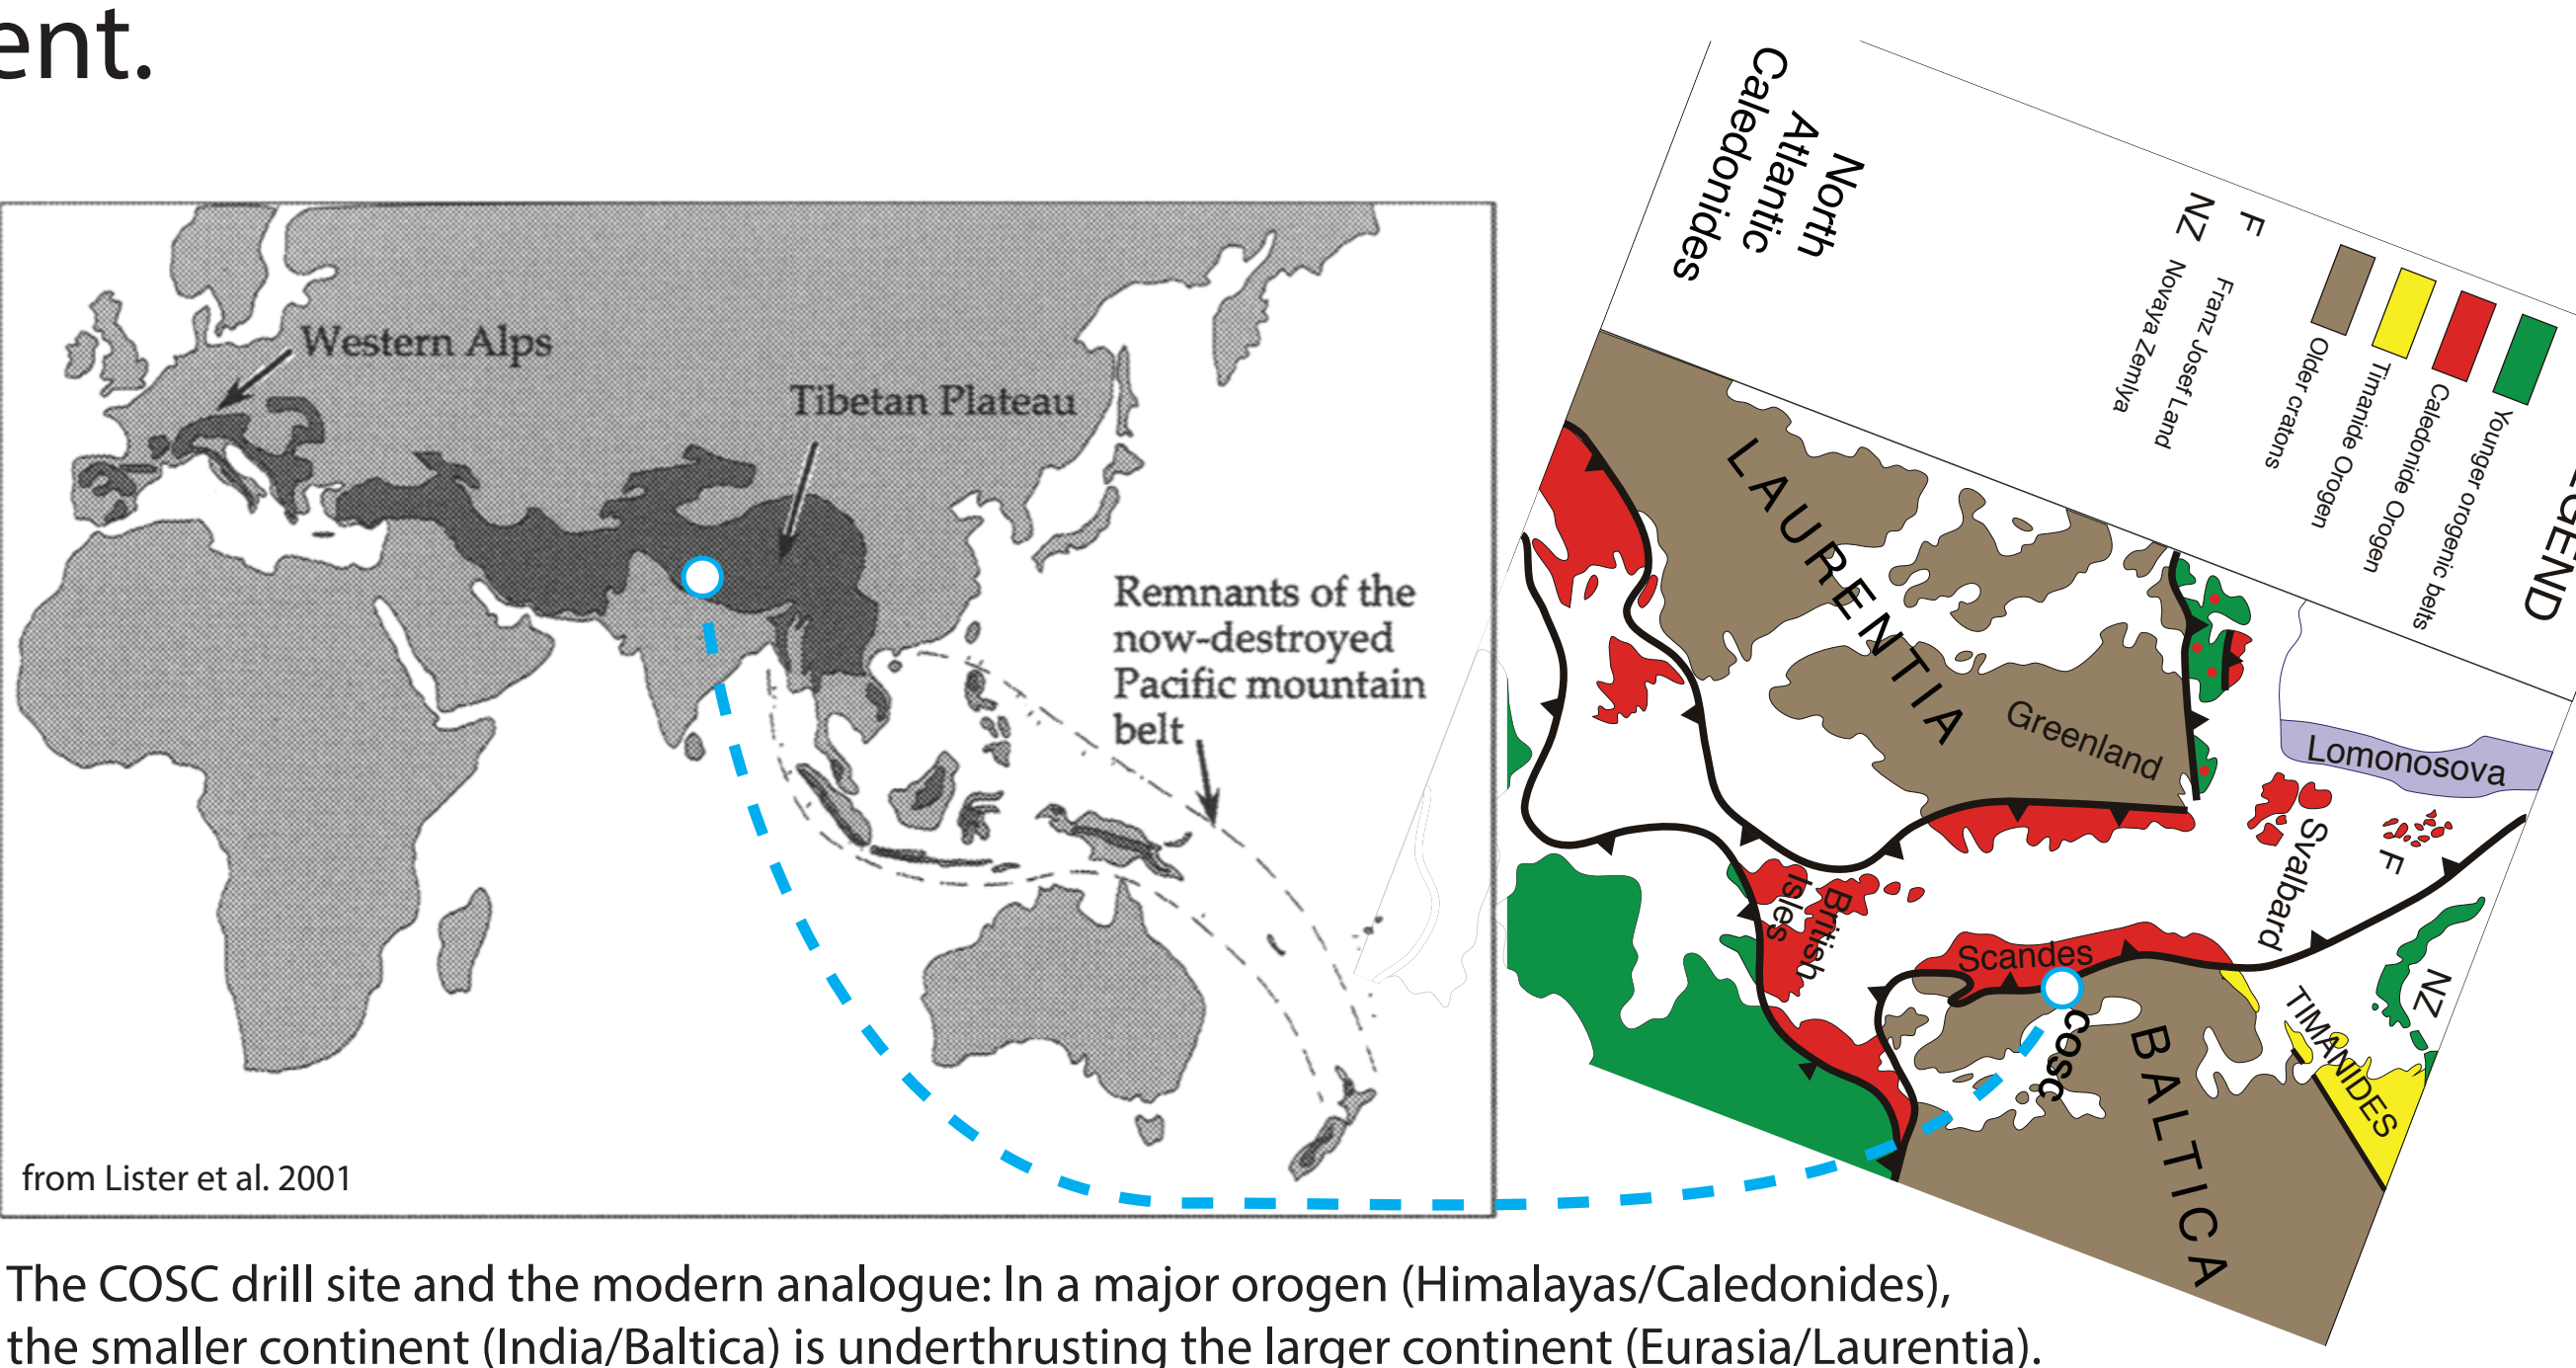 ent.
Western Alps
Tibetan Plateau
Remnants of the
now-destroyed
Pacific mountain
belt
from Lister et al. 2001
North
Atlantic
Caledonides
F Franz Josef Land
NZ Novaya Zemlya
Younger orogenic belts
Caledonide Orogen
Timanide Orogen
Older cratons
LAURENTIA
Greenland
Lomonosova
Svalbard
F
NZ
British
Isles
Scandes
COSC
BALTICA
TIMANIDES
The COSC drill site and the modern analogue: In a major orogen (Himalayas/Caledonides),
the smaller continent (India/Baltica) is underthrusting the larger continent (Eurasia/Laurentia).